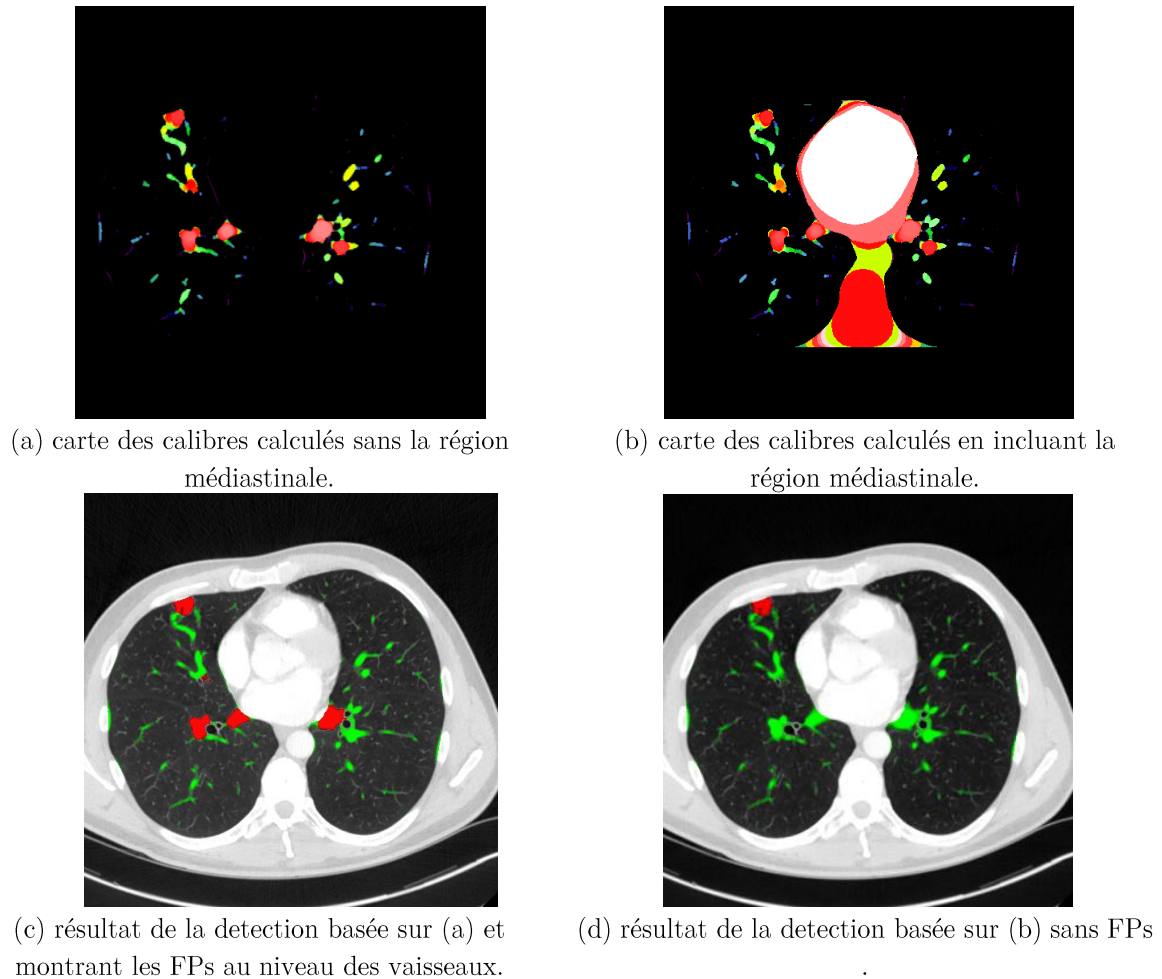 (a) carte des calibres calculés sans la région
médiastinale.
(b) carte des calibres calculés en incluant la
région médiastinale.
(c) résultat de la detection basée sur (a) et
montrant les FPs au niveau des vaisseaux.
(d) résultat de la detection basée sur (b) sans FPs
.